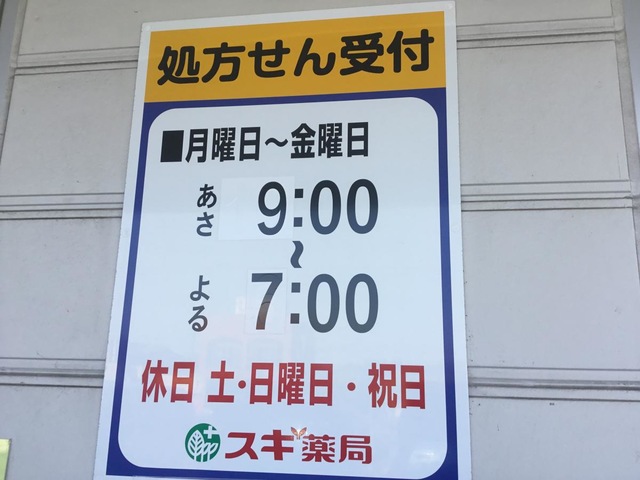 処方せん受付
■月曜日～金曜日
あさ 9:00
～
よる 7:00
休日 土・日曜日・祝日
スギ薬局